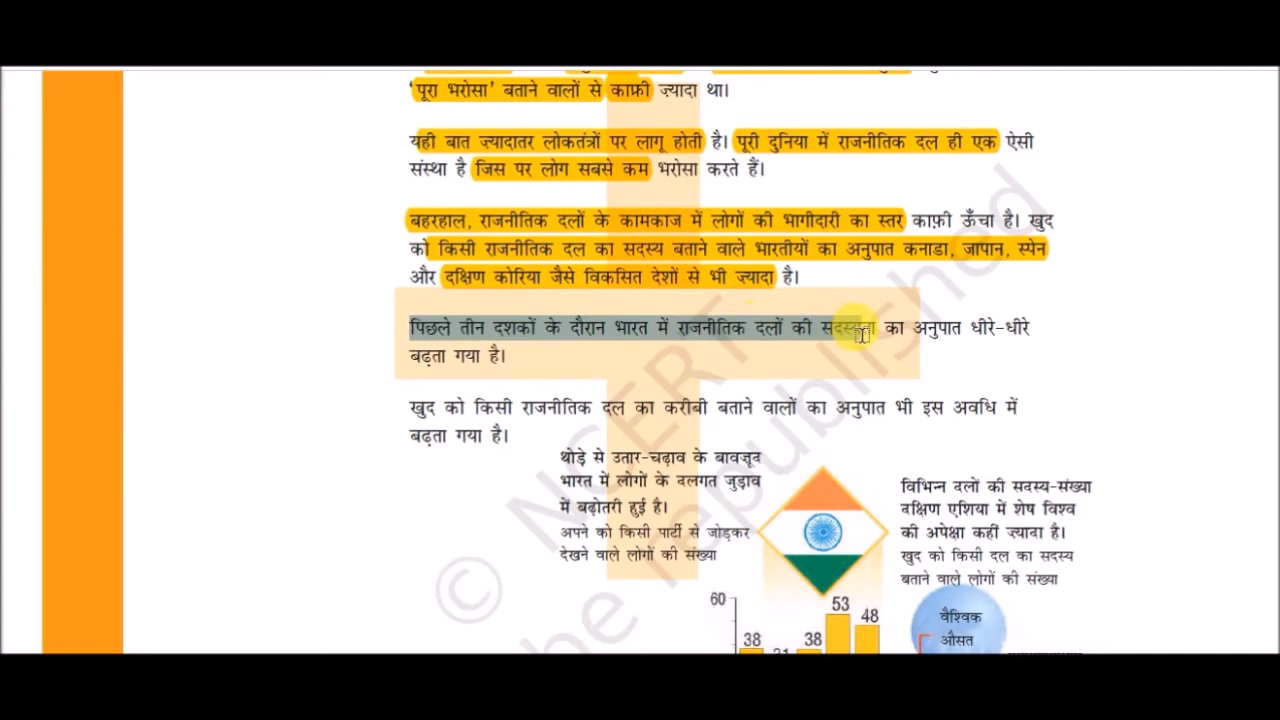 'पूरा भरोसा' बताने वालों से काफ़ी ज़्यादा था।
यही बात ज्यादातर लोकतंत्रों पर लागू होती है। पूरी दुनिया में राजनीतिक दल ही एक ऐसी
संस्था है जिस पर लोग सबसे कम भरोसा करते हैं।
बहरहाल, राजनीतिक दलों के कामकाज में लोगों की भागीदारी का स्तर काफ़ी ऊँचा है। खुद
को किसी राजनीतिक दल का सदस्य बताने वाले भारतीयों का अनुपात कनाडा, जापान, स्पेन
और दक्षिण कोरिया जैसे विकसित देशों से भी ज्यादा है।
पिछले तीन दशकों के दौरान भारत में राजनीतिक दलों की सदस्यता का अनुपात धीरे-धीरे
बढ़ता गया है।
खुद को किसी राजनीतिक दल का करीबी बताने वालों का अनुपात भी इस अवधि में
बढ़ता गया है।
थोड़े से उतार-चढ़ाव के बावजूद
भारत में लोगों के दलगत जुड़ाव
में बढ़ोतरी हुई है।
अपने को किसी पार्टी से जोड़कर
देखने वाले लोगों की संख्या
विभिन्न दलों की सदस्य-संख्या
दक्षिण एशिया में शेष विश्व
की अपेक्षा कहीं ज्यादा है।
खुद को किसी दल का सदस्य
बताने वाले लोगों की संख्या
60
38
38
53
48
वैश्विक
औसत
© NCERT
be republished